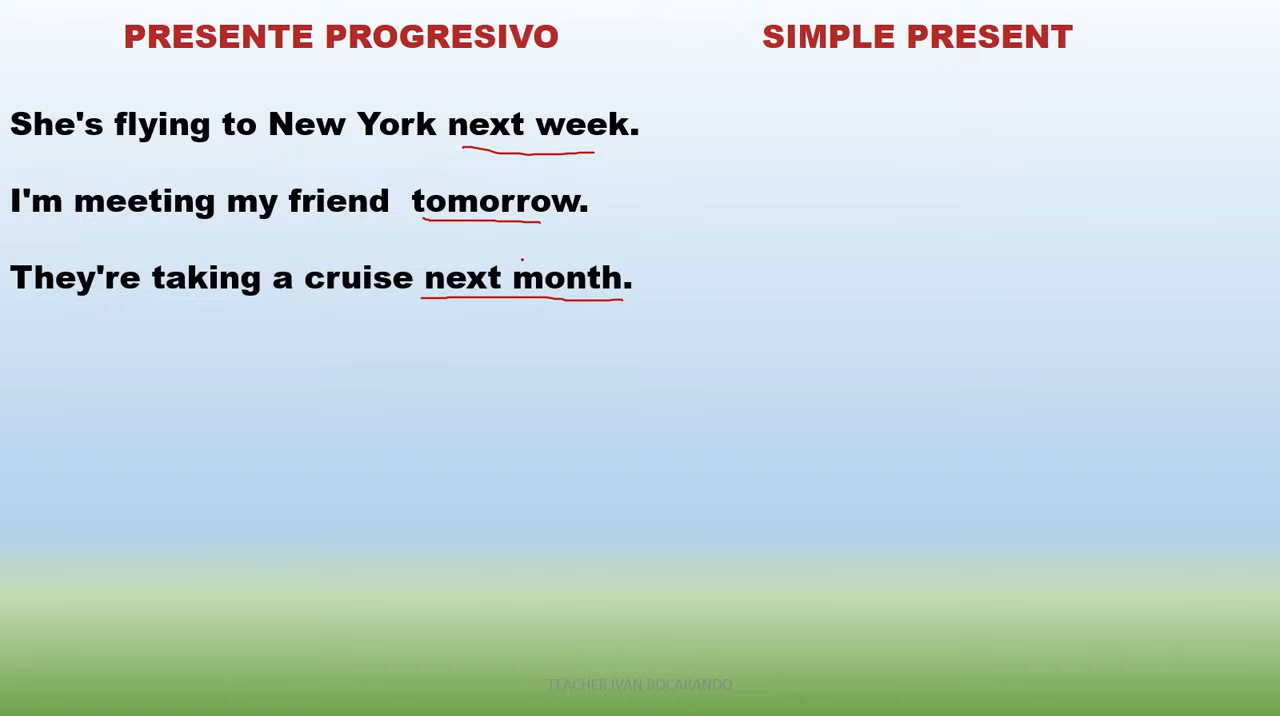 PRESENTE PROGRESIVO
SIMPLE PRESENT
She's flying to New York next week.
I'm meeting my friend  tomorrow.
They're taking a cruise next month.
TEACHER IVAN BOCARANDO